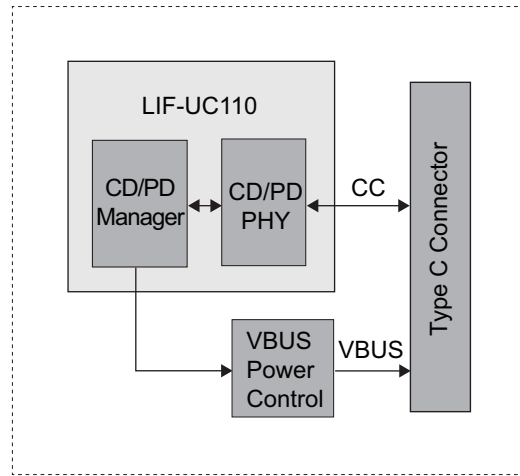 LIF-UC110
CD/PD
Manager
CD/PD
PHY
CC
Type C Connector
VBUS
Power
Control
VBUS